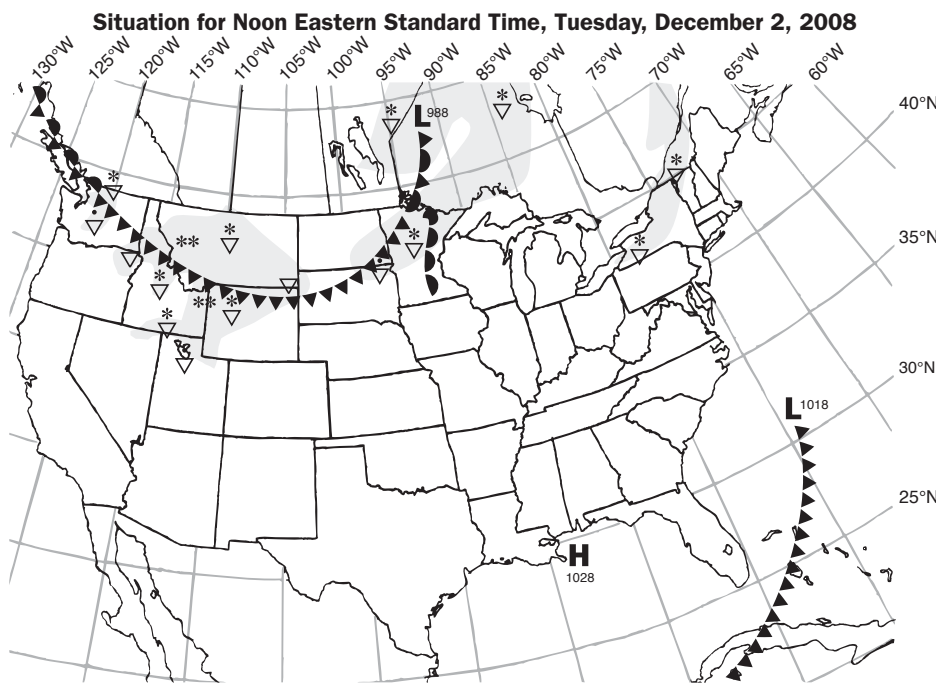 Situation for Noon Eastern Standard Time, Tuesday, December 2, 2008
130°W 125°W 120°W 115°W 110°W 105°W 100°W 95°W 90°W 85°W 80°W 75°W 70°W 65°W 60°W
40°N
L 988
35°N
30°N
L 1018
25°N
H
1028